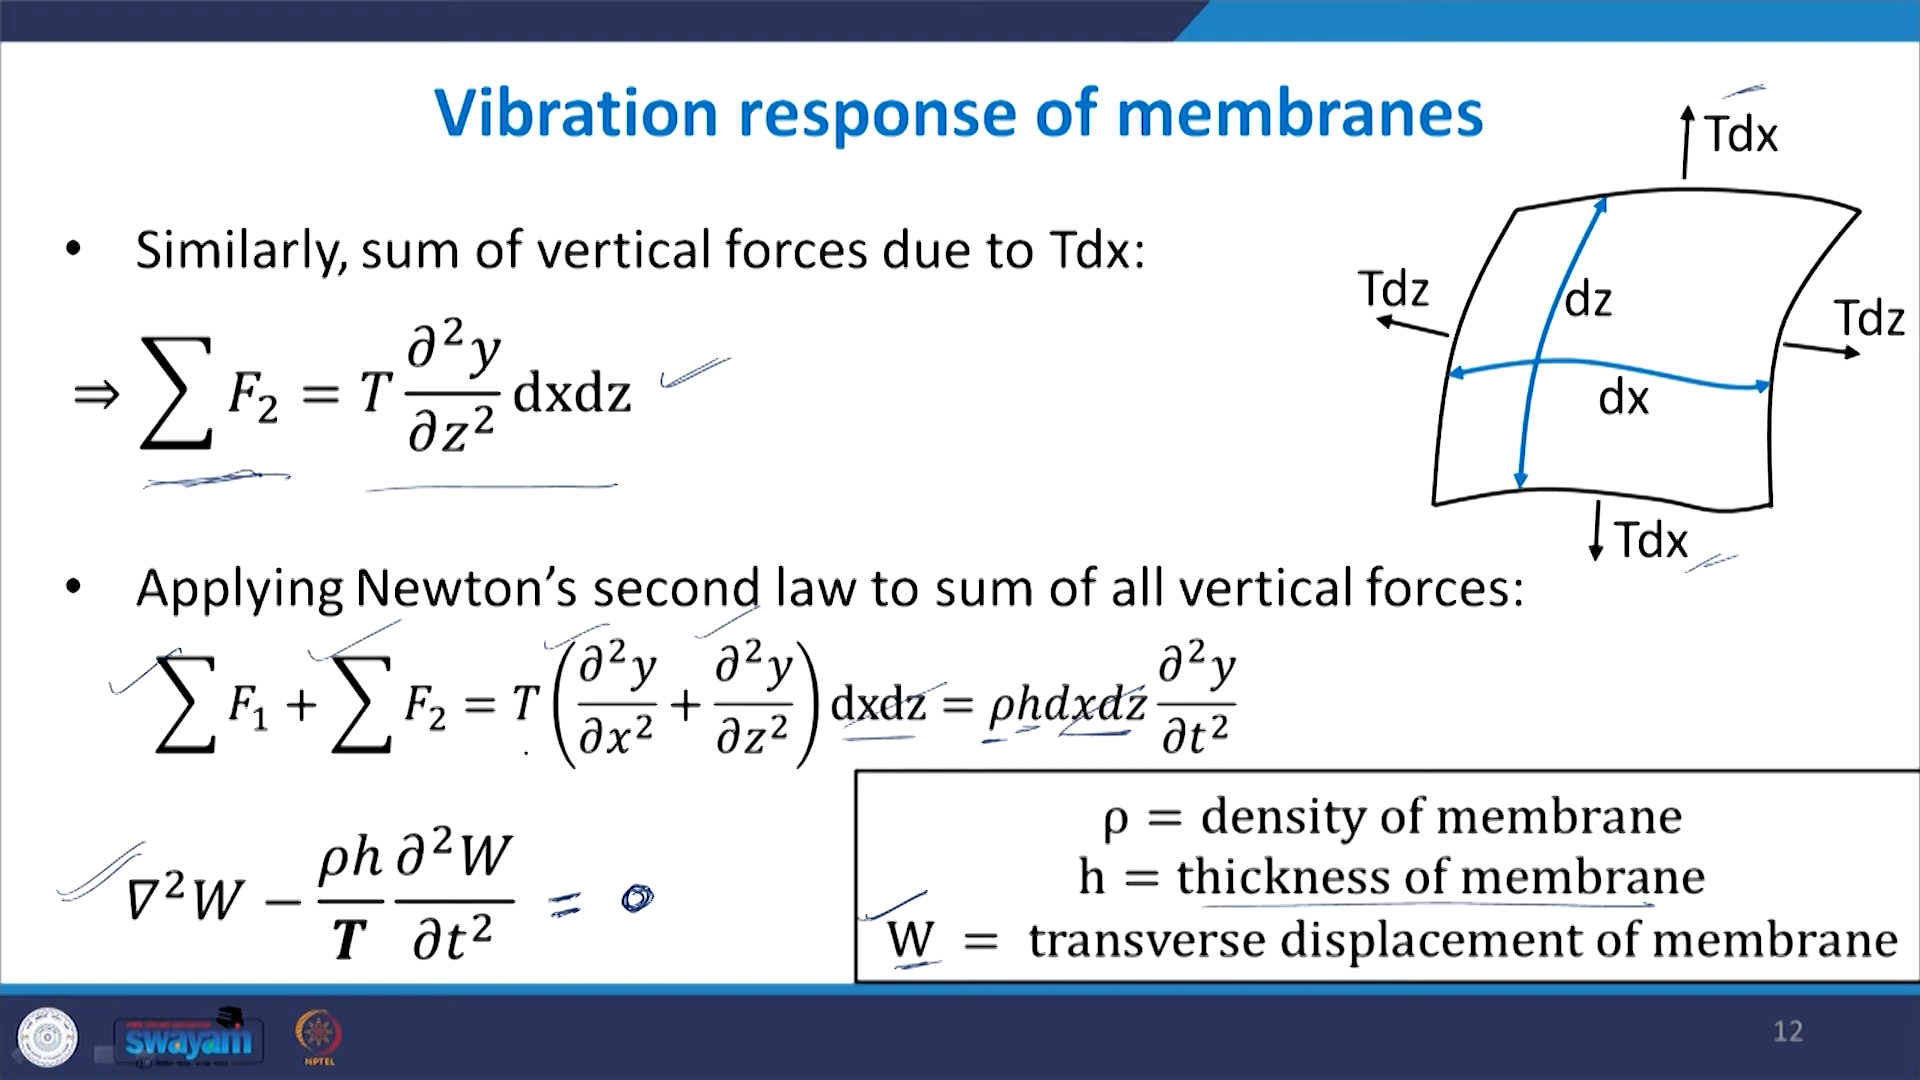 Vibration response of membranes
• Similarly, sum of vertical forces due to Tdx:
⇒ ∑ F₂ = T ∂²y/∂z² dxdz
Tdx
Tdz
dz
Tdz
dx
Tdx
• Applying Newton’s second law to sum of all vertical forces:
∑ F₁ + ∑ F₂ = T(∂²y/∂x² + ∂²y/∂z²) dxdz = ρhdxdz ∂²y/∂t²
∇²W − ρh/T ∂²W/∂t² = 0
ρ = density of membrane
h = thickness of membrane
W = transverse displacement of membrane
swayam
NPTEL
12